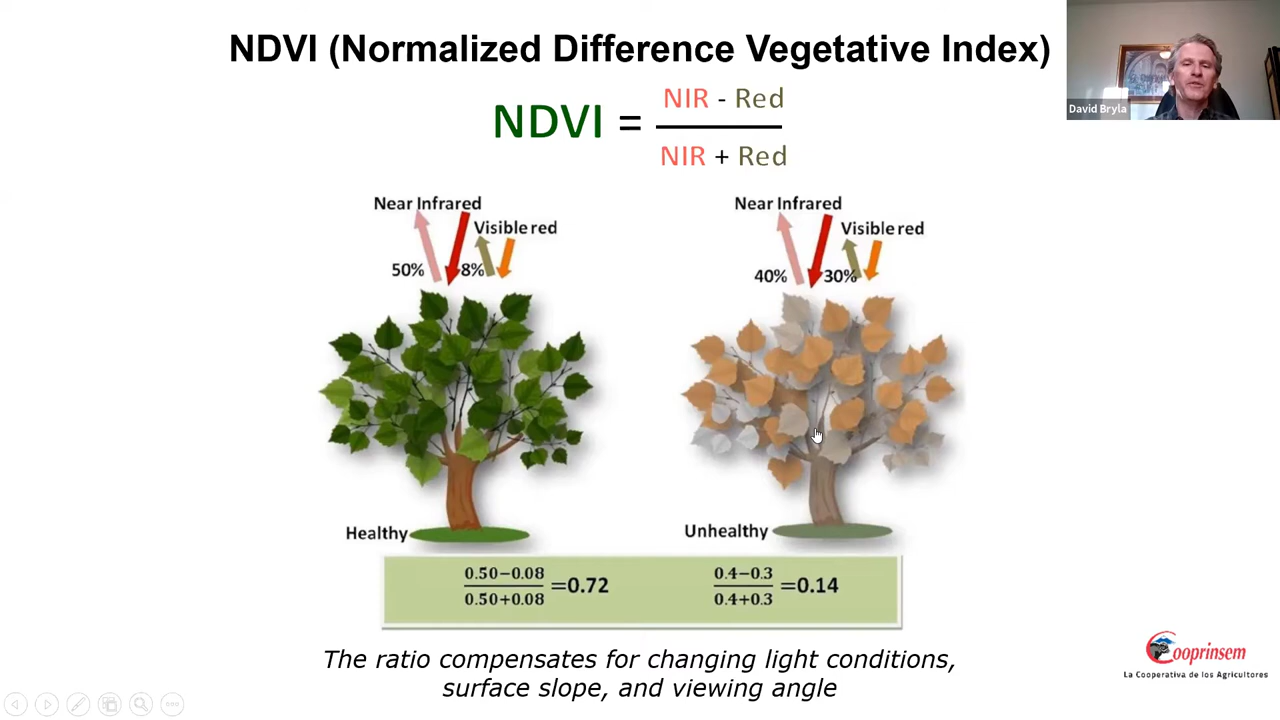 NDVI (Normalized Difference Vegetative Index)
David Bryla
NDVI = NIR - Red
NIR + Red
Near Infrared
Visible red
50%
8%
Near Infrared
Visible red
40%
30%
Healthy
Unhealthy
0.50−0.08
0.50+0.08
=0.72
0.4−0.3
0.4+0.3
=0.14
The ratio compensates for changing light conditions,
surface slope, and viewing angle
Cooprinsem
La Cooperativa de los Agricultores